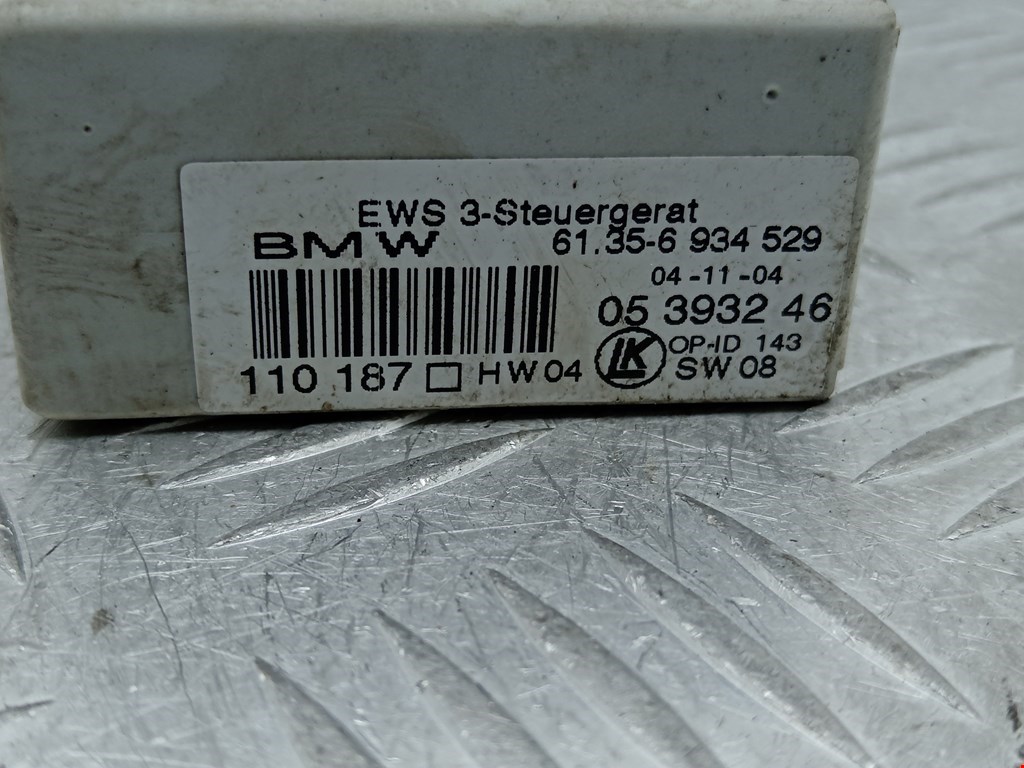 EWS 3-Steuergerat
BMW 61.35-6 934 529
04-11-04
05 3932 46
LK OP-ID 143
110 187 HW 04 SW 08